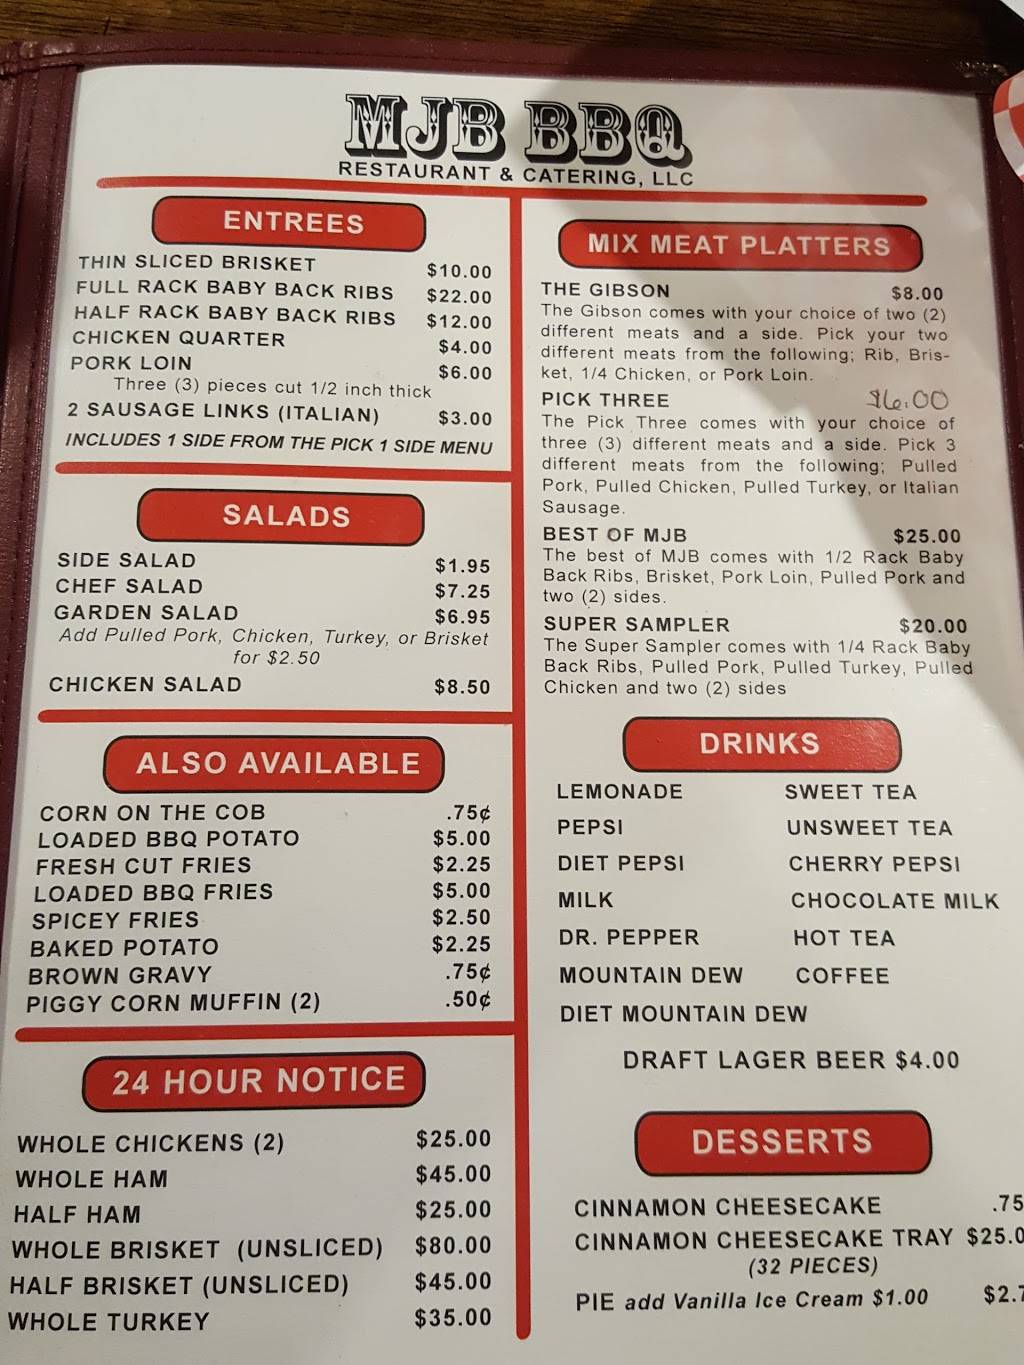 MJB BBQ
RESTAURANT & CATERING, LLC
ENTREES
THIN SLICED BRISKET $10.00
FULL RACK BABY BACK RIBS $22.00
HALF RACK BABY BACK RIBS $12.00
CHICKEN QUARTER $4.00
PORK LOIN $6.00
Three (3) pieces cut 1/2 inch thick
2 SAUSAGE LINKS (ITALIAN) $3.00
INCLUDES 1 SIDE FROM THE PICK 1 SIDE MENU
SALADS
SIDE SALAD $1.95
CHEF SALAD $7.25
GARDEN SALAD $6.95
Add Pulled Pork, Chicken, Turkey, or Brisket
for $2.50
CHICKEN SALAD $8.50
ALSO AVAILABLE
CORN ON THE COB .75¢
LOADED BBQ POTATO $5.00
FRESH CUT FRIES $2.25
LOADED BBQ FRIES $5.00
SPICEY FRIES $2.50
BAKED POTATO $2.25
BROWN GRAVY .75¢
PIGGY CORN MUFFIN (2) .50¢
24 HOUR NOTICE
WHOLE CHICKENS (2) $25.00
WHOLE HAM $45.00
HALF HAM $25.00
WHOLE BRISKET (UNSLICED) $80.00
HALF BRISKET (UNSLICED) $45.00
WHOLE TURKEY $35.00
MIX MEAT PLATTERS
THE GIBSON $8.00
The Gibson comes with your choice of two (2)
different meats and a side. Pick your two
different meats from the following; Rib, Bris-
ket, 1/4 Chicken, or Pork Loin.
PICK THREE
The Pick Three comes with your choice of
three (3) different meats and a side. Pick 3
different meats from the following; Pulled
Pork, Pulled Chicken, Pulled Turkey, or Italian
Sausage.
BEST OF MJB $25.00
The best of MJB comes with 1/2 Rack Baby
Back Ribs, Brisket, Pork Loin, Pulled Pork and
two (2) sides.
SUPER SAMPLER $20.00
The Super Sampler comes with 1/4 Rack Baby
Back Ribs, Pulled Pork, Pulled Turkey, Pulled
Chicken and two (2) sides
DRINKS
LEMONADE SWEET TEA
PEPSI UNSWEET TEA
DIET PEPSI CHERRY PEPSI
MILK CHOCOLATE MILK
DR. PEPPER HOT TEA
MOUNTAIN DEW COFFEE
DIET MOUNTAIN DEW
DRAFT LAGER BEER $4.00
DESSERTS
CINNAMON CHEESECAKE .75
CINNAMON CHEESECAKE TRAY $25.0
(32 PIECES)
PIE add Vanilla Ice Cream $1.00 $2.7